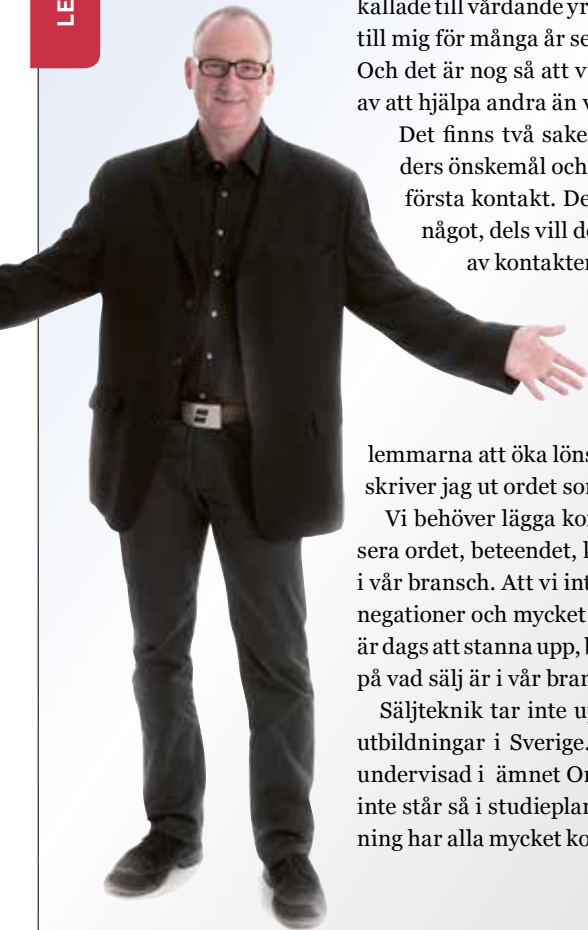 LE
kallade till vårdande yr
till mig för många år se
Och det är nog så att v
av att hjälpa andra än v
Det finns två sake
ders önskemål och
första kontakt. De
något, dels vill de
av kontakten
lemmarna att öka löns
skriver jag ut ordet som
Vi behöver lägga kor
sera ordet, beteendet, k
i vår bransch. Att vi int
negationer och mycket
är dags att stanna upp, b
på vad sälj är i vår bran
Säljteknik tar inte up
utbildningar i Sverige.
undervisad i ämnet Or
inte står så i studieplan
ning har alla mycket ko